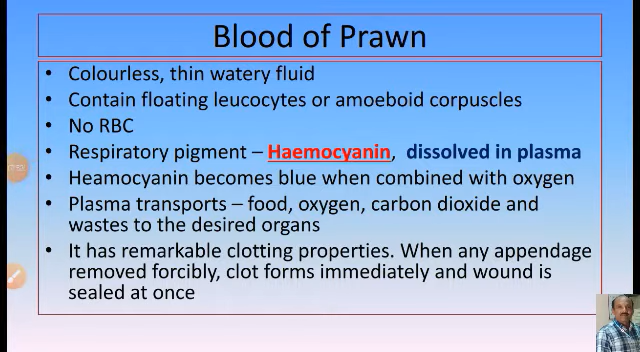 Blood of Prawn
• Colourless, thin watery fluid
• Contain floating leucocytes or amoeboid corpuscles
• No RBC
• Respiratory pigment – Haemocyanin, dissolved in plasma
• Heamocyanin becomes blue when combined with oxygen
• Plasma transports – food, oxygen, carbon dioxide and
wastes to the desired organs
• It has remarkable clotting properties. When any appendage
removed forcibly, clot forms immediately and wound is
sealed at once